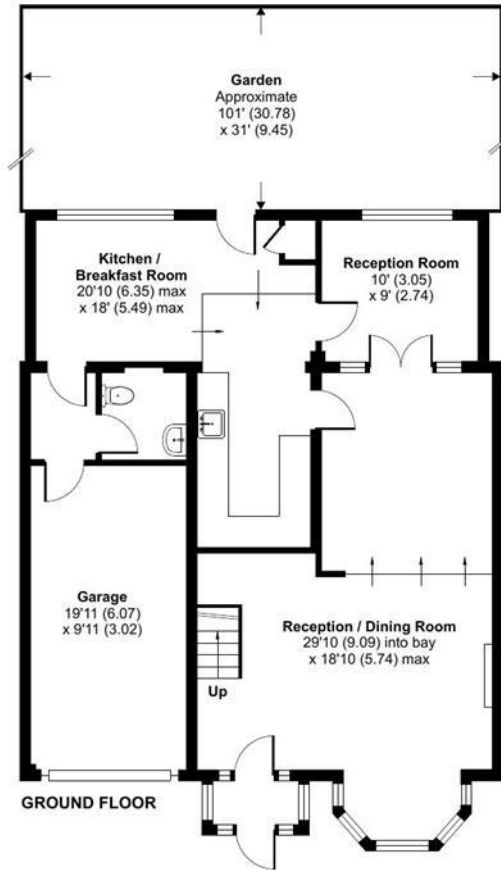 Garden
Approximate
101' (30.78)
x 31' (9.45)
Kitchen /
Breakfast Room
20'10 (6.35) max
x 18' (5.49) max
Reception Room
10' (3.05)
x 9' (2.74)
Garage
19'11 (6.07)
x 9'11 (3.02)
Reception / Dining Room
29'10 (9.09) into bay
x 18'10 (5.74) max
Up
GROUND FLOOR